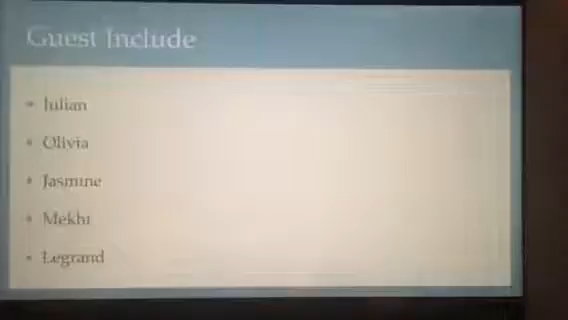 Guest Include
Julian
Olivia
Jasmine
Mekhi
Legrand